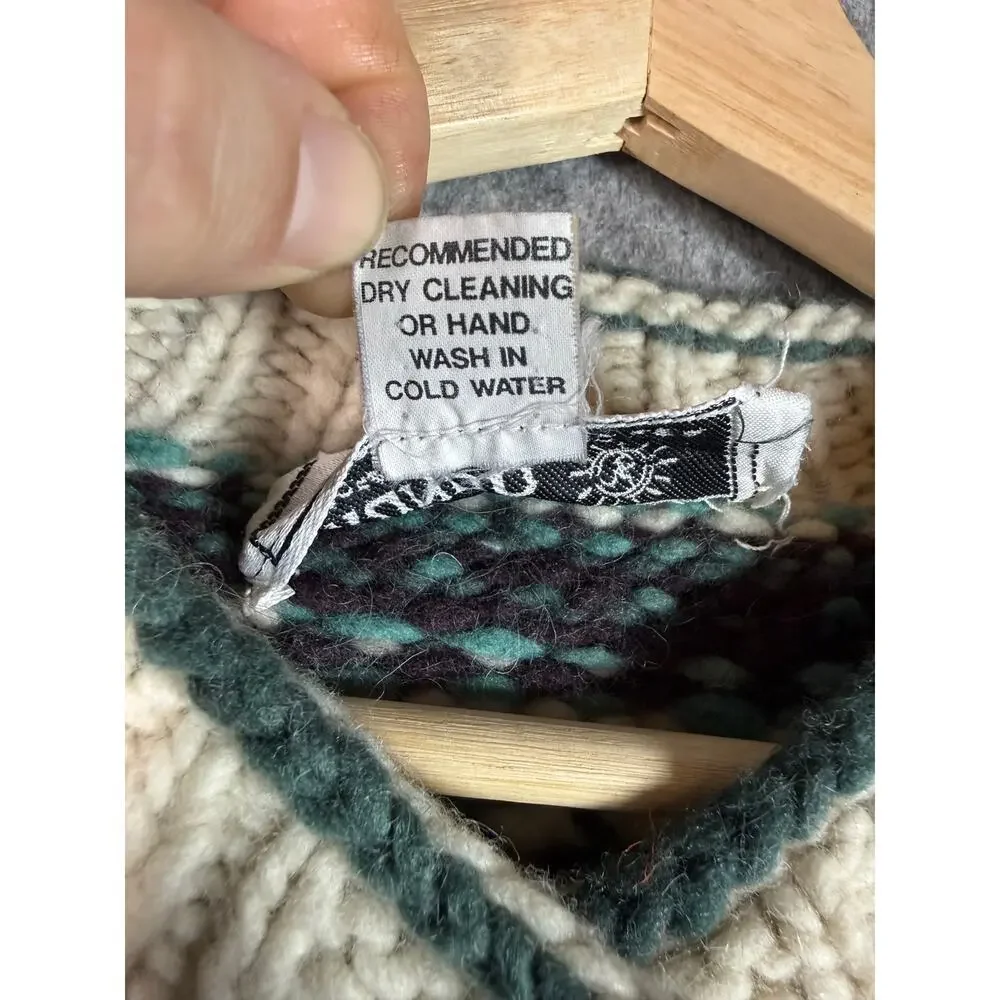 RECOMMENDED
DRY CLEANING
OR HAND
WASH IN
COLD WATER